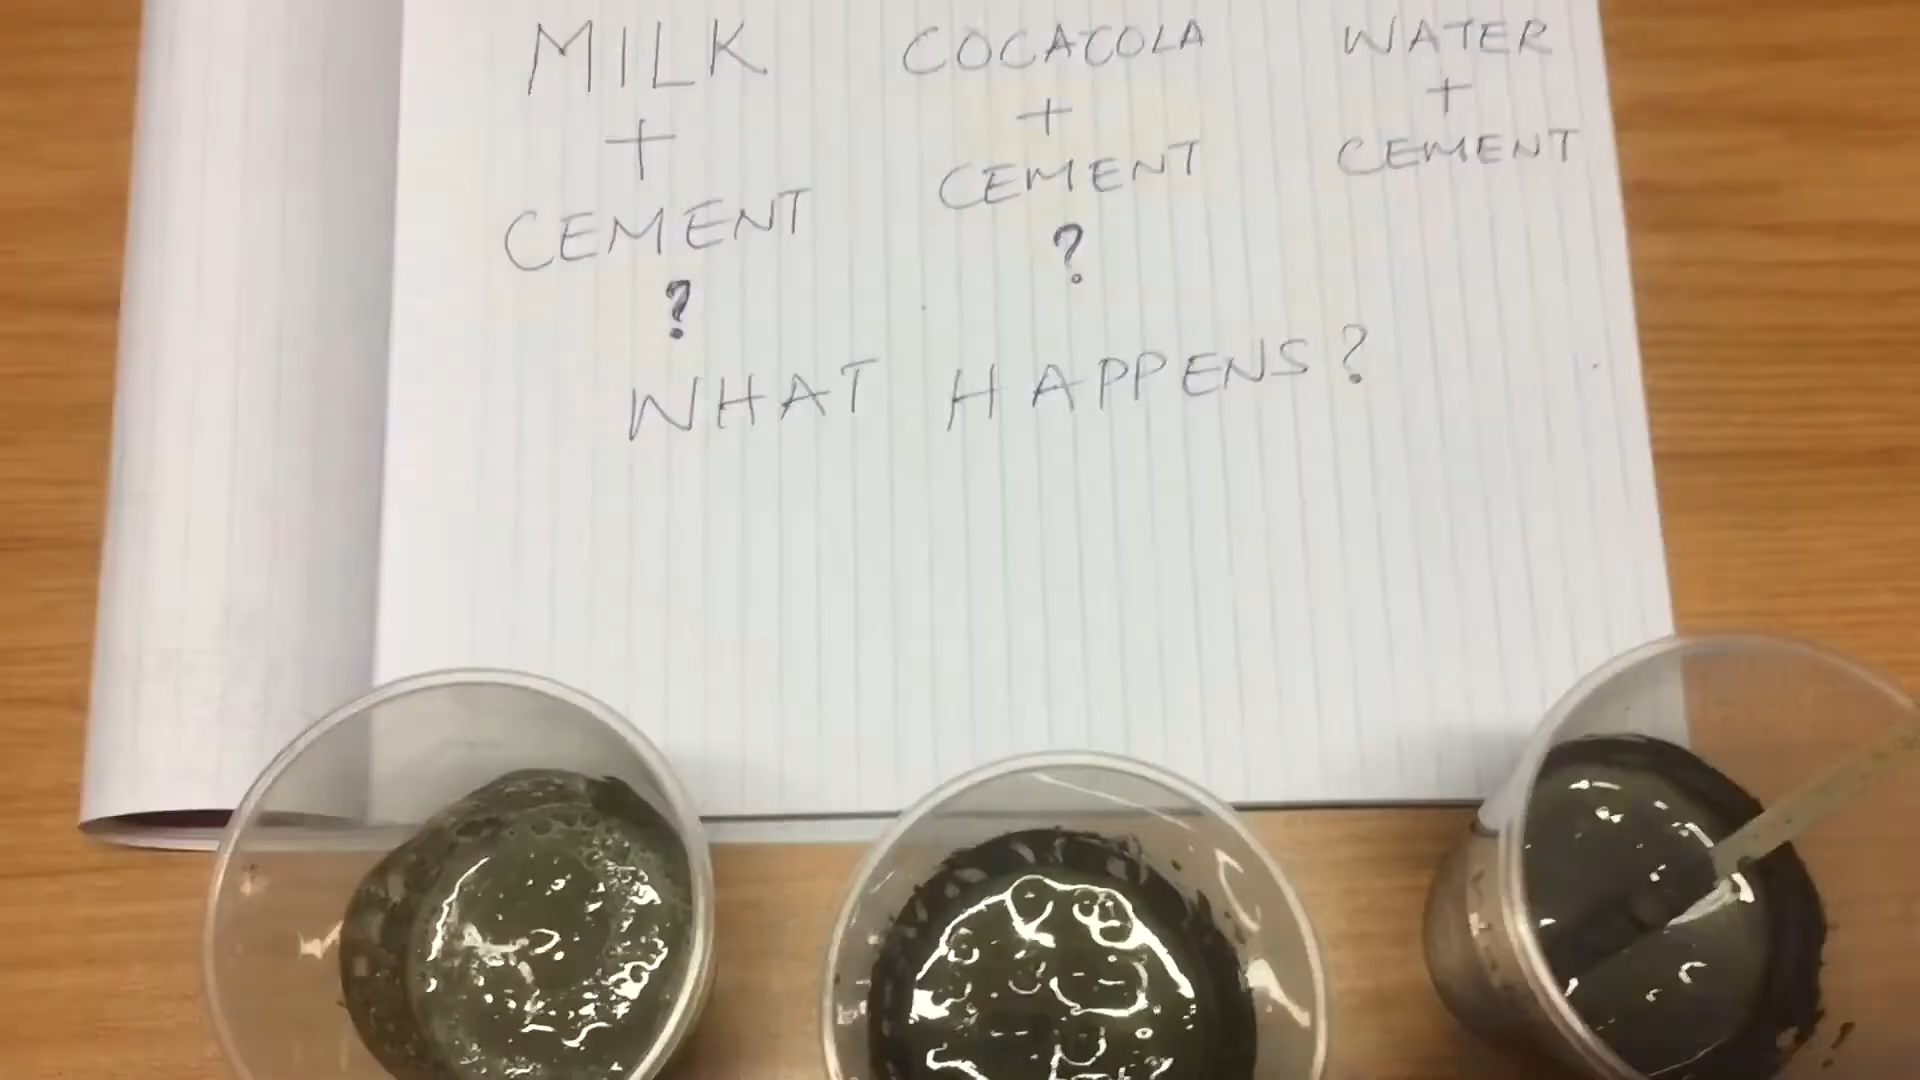 MILK
+
CEMENT
?
COCACOLA
+
CEMENT
?
WATER
+
CEMENT
WHAT HAPPENS?